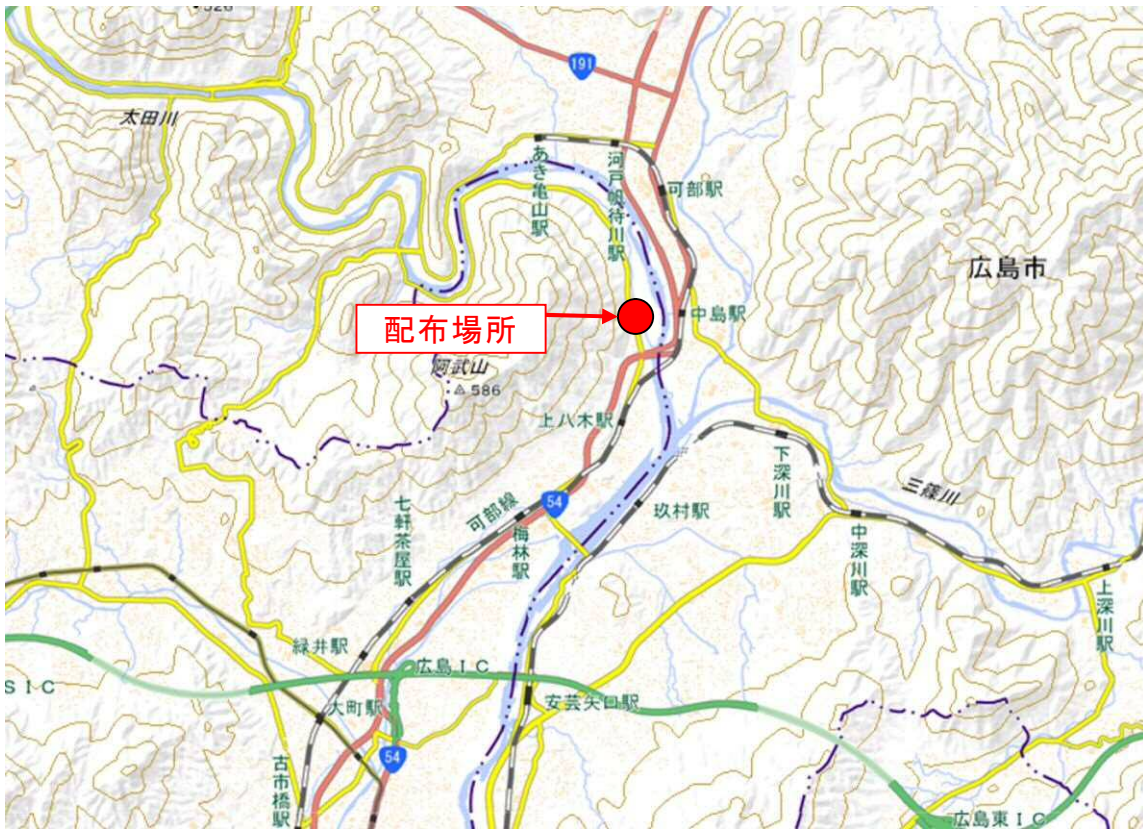 526
191
太田川
あき亀山駅
河戸帆待川駅
可部駅
広島市
配布場所
中島駅
阿武山
586
上八木駅
三篠川
下深川駅
54
玖村駅
可部線
梅林駅
七軒茶屋駅
中深川駅
上深川駅
緑井駅
広島IC
SIC
大町駅
安芸矢口駅
54
古市橋駅
広島東IC